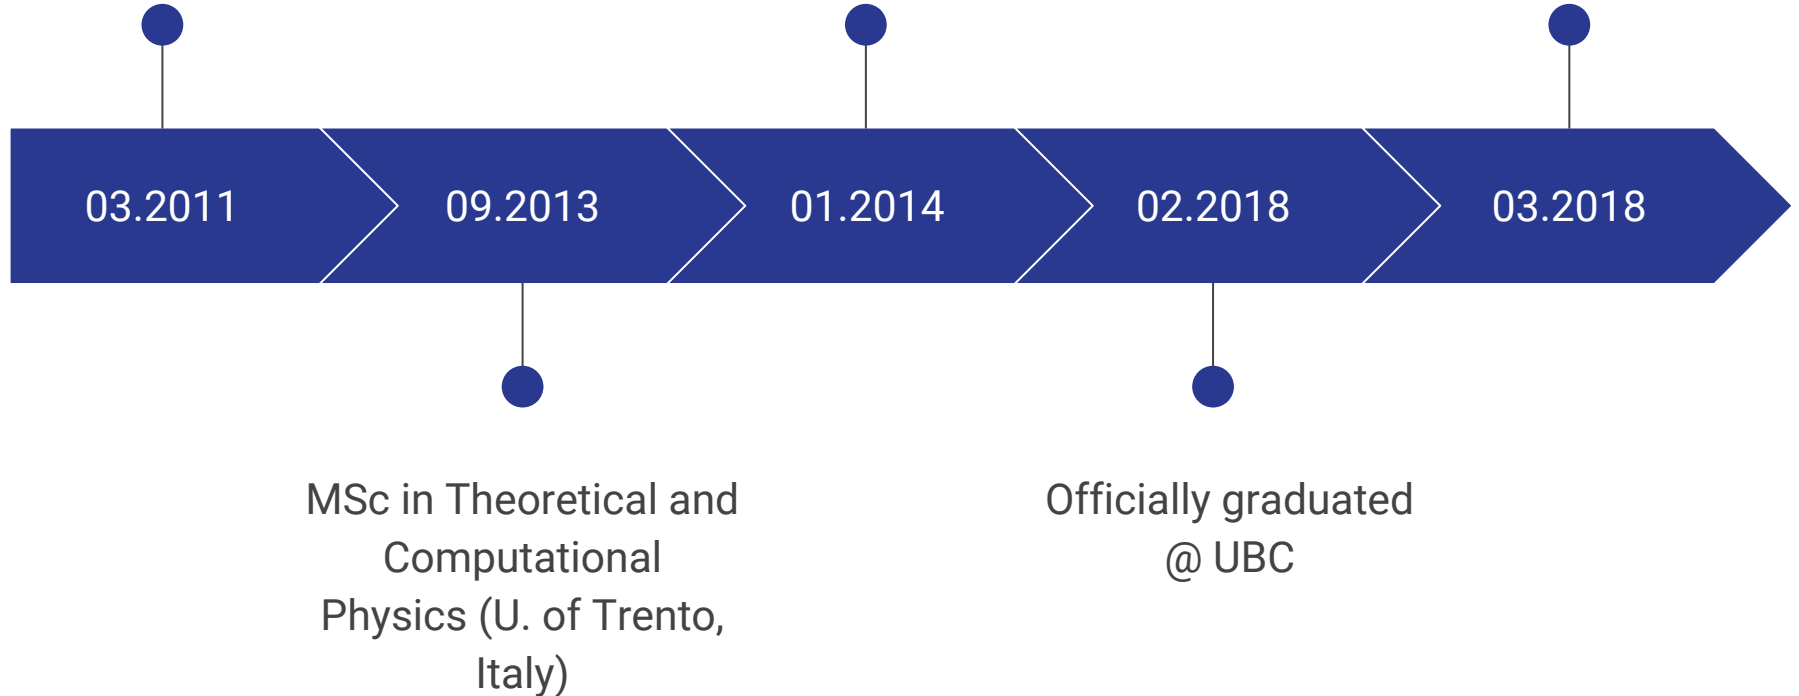 03.2011
09.2013
01.2014
02.2018
03.2018
MSc in Theoretical and
Computational
Physics (U. of Trento,
Italy)
Officially graduated
@ UBC